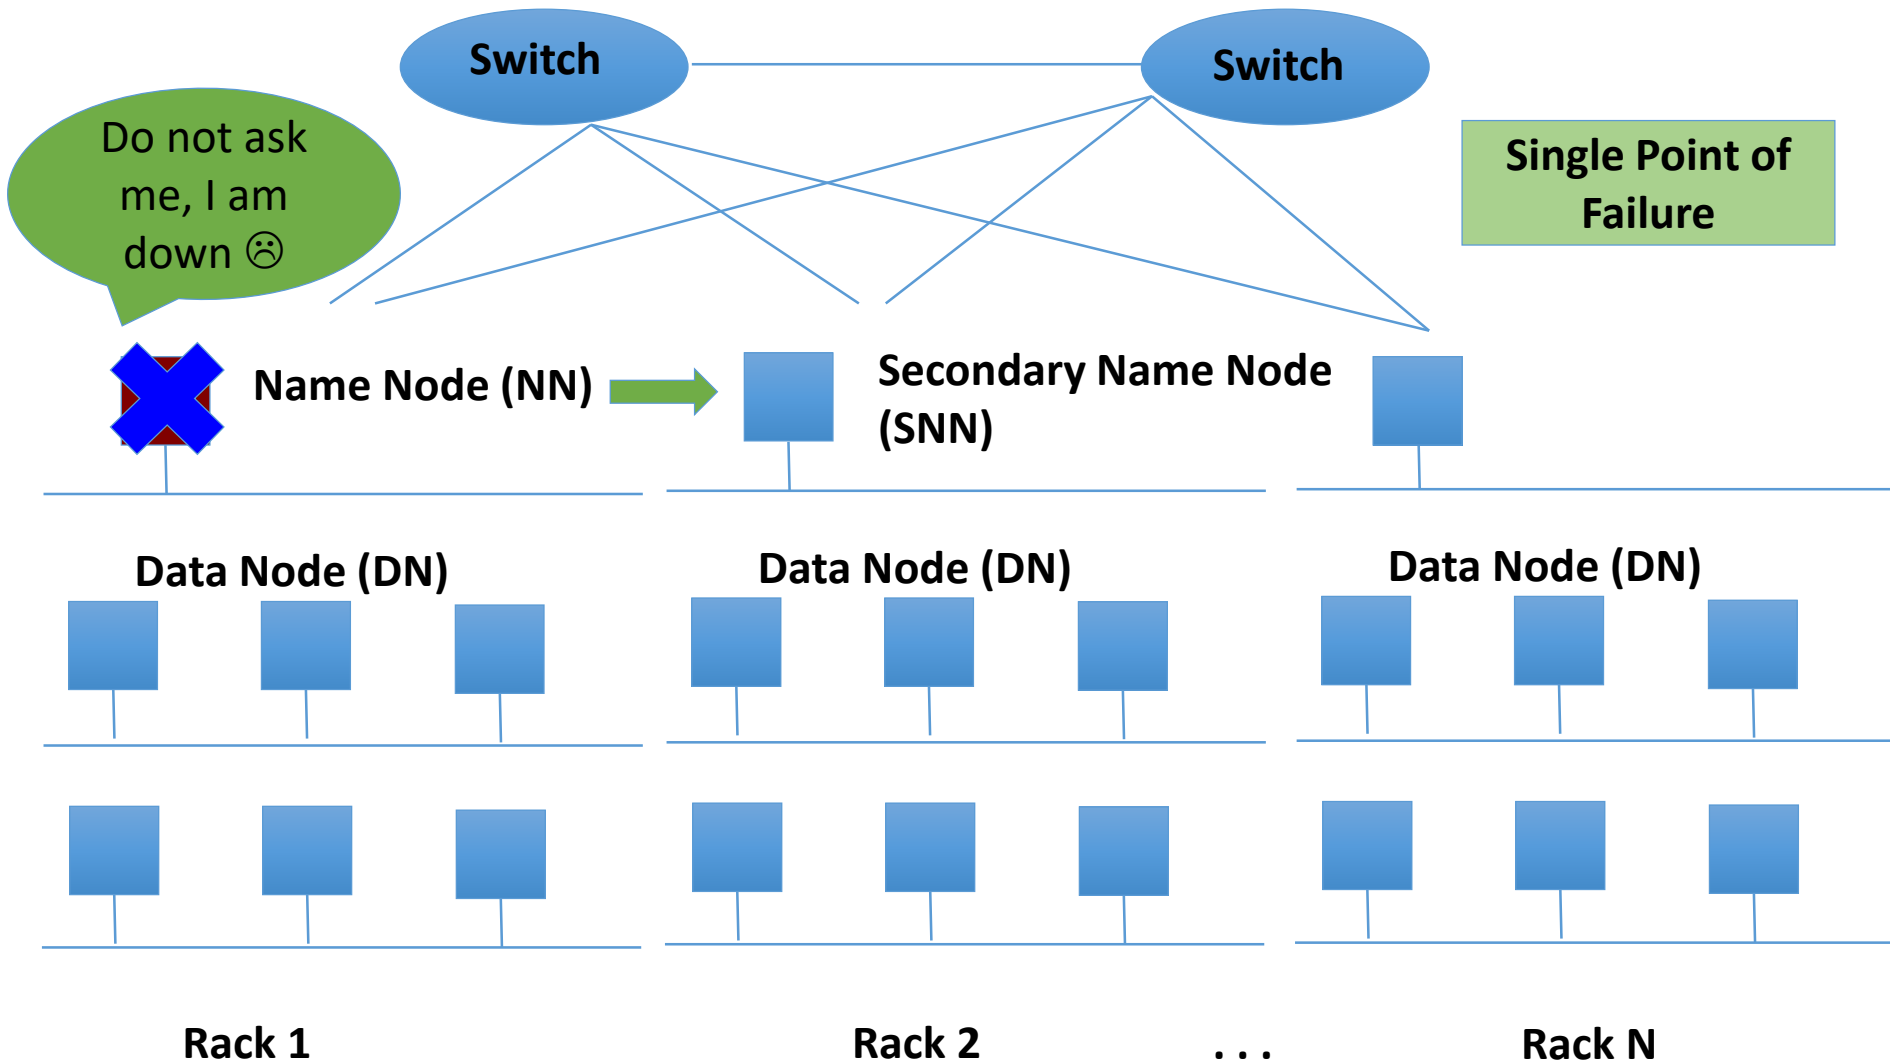 Switch
Switch
Do not ask
me, I am
down ☹
Single Point of
Failure
Name Node (NN)
Secondary Name Node
(SNN)
Data Node (DN)
Data Node (DN)
Data Node (DN)
Rack 1
Rack 2
. . .
Rack N